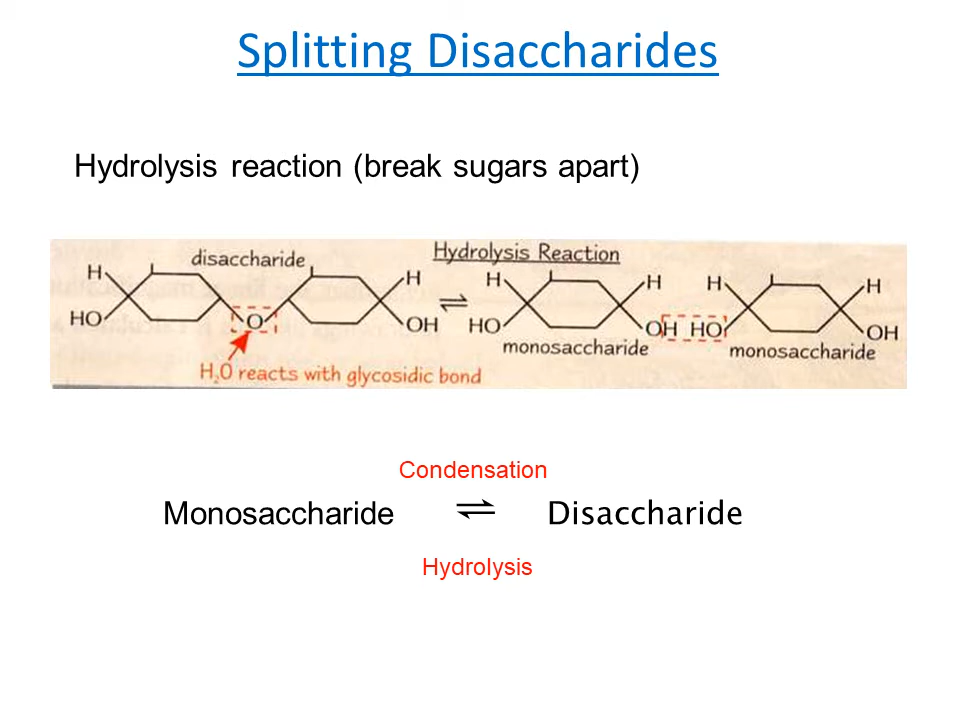 Splitting Disaccharides
Hydrolysis reaction (break sugars apart)
disaccharide
Hydrolysis Reaction
H H H H H H
HO O OH HO OH HO OH
monosaccharide monosaccharide
H₂O reacts with glycosidic bond
Condensation
Monosaccharide ⇌ Disaccharide
Hydrolysis